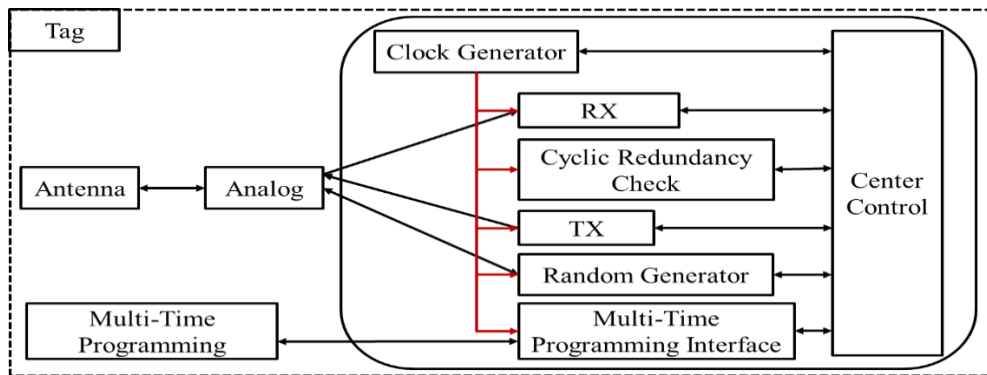 Tag
Clock Generator
RX
Cyclic Redundancy
Check
Antenna
Analog
Center
Control
TX
Random Generator
Multi-Time
Programming
Multi-Time
Programming Interface